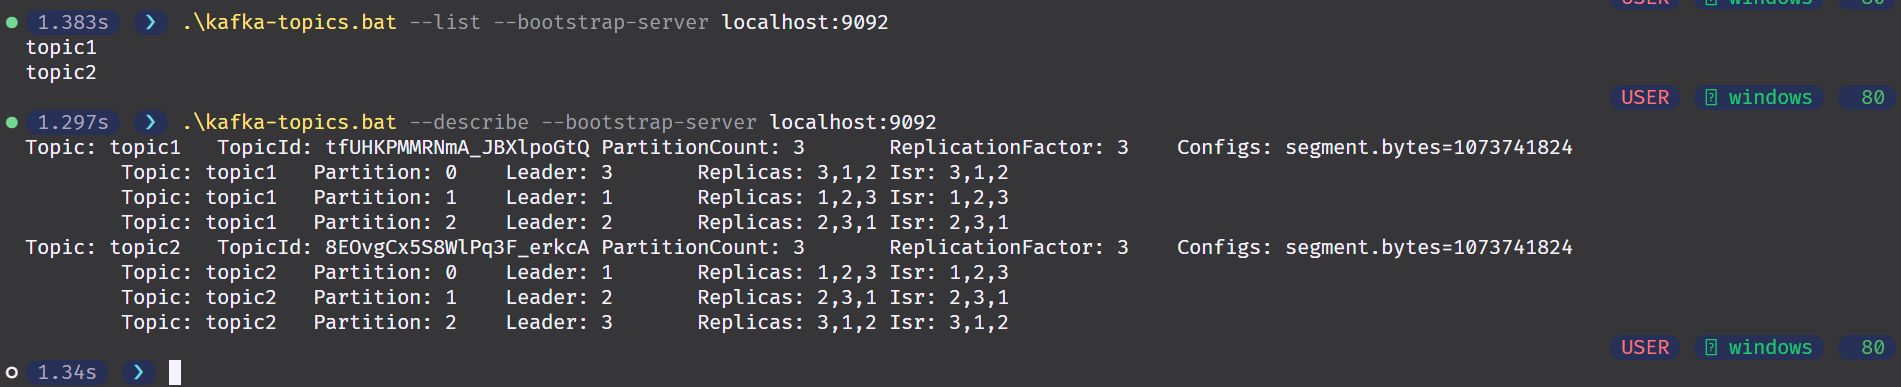 USER windows 80
1.383s ❯ .\kafka-topics.bat --list --bootstrap-server localhost:9092
topic1
topic2
USER windows 80
1.297s ❯ .\kafka-topics.bat --describe --bootstrap-server localhost:9092
Topic: topic1 TopicId: tfUHKPMMRNmA_JBXlpoGtQ PartitionCount: 3 ReplicationFactor: 3 Configs: segment.bytes=1073741824
Topic: topic1 Partition: 0 Leader: 3 Replicas: 3,1,2 Isr: 3,1,2
Topic: topic1 Partition: 1 Leader: 1 Replicas: 1,2,3 Isr: 1,2,3
Topic: topic1 Partition: 2 Leader: 2 Replicas: 2,3,1 Isr: 2,3,1
Topic: topic2 TopicId: 8EOvgCx5S8WlPq3F_erkcA PartitionCount: 3 ReplicationFactor: 3 Configs: segment.bytes=1073741824
Topic: topic2 Partition: 0 Leader: 1 Replicas: 1,2,3 Isr: 1,2,3
Topic: topic2 Partition: 1 Leader: 2 Replicas: 2,3,1 Isr: 2,3,1
Topic: topic2 Partition: 2 Leader: 3 Replicas: 3,1,2 Isr: 3,1,2
USER windows 80
1.34s ❯